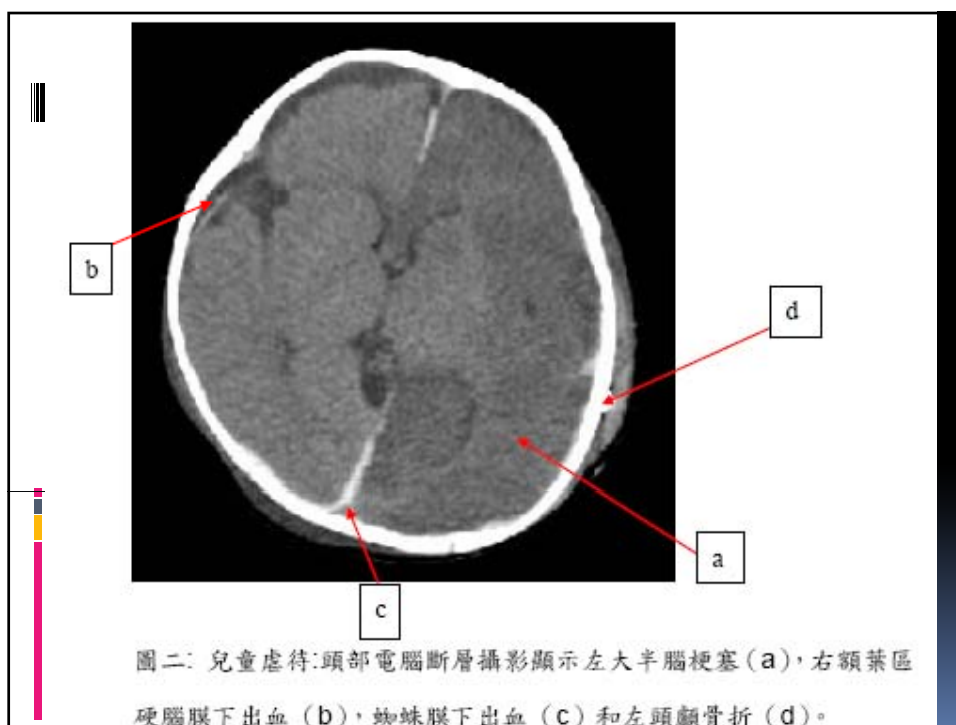 b
d
a
c
圖二: 兒童虐待:頭部電腦斷層攝影顯示左大半腦梗塞(a),右額葉區
硬腦膜下出血(b),蜘蛛膜下出血(c)和左頭顱骨折(d)。